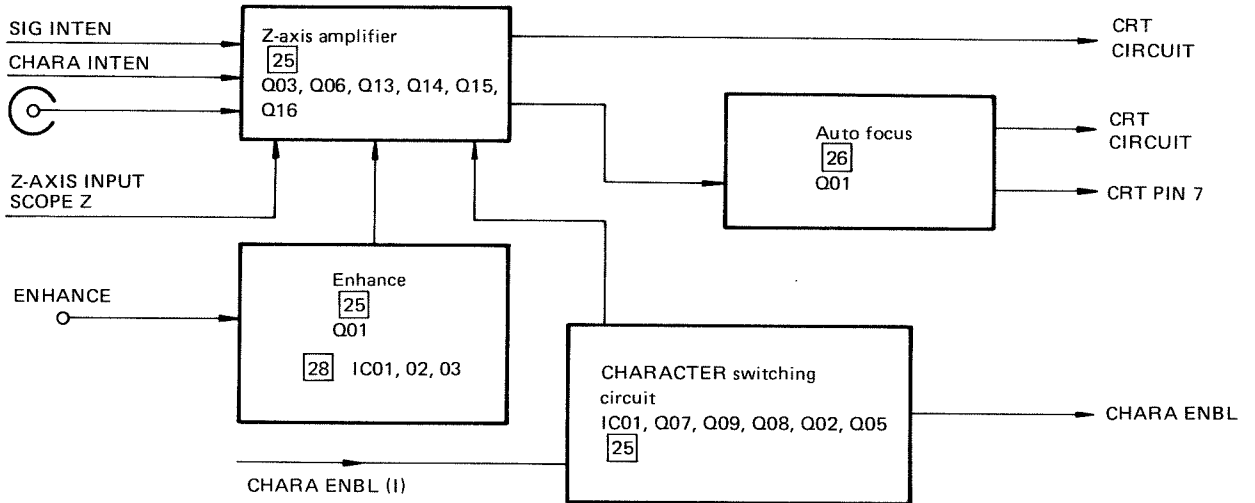 SIG INTEN
CHARA INTEN
Z-axis amplifier
25
Q03, Q06, Q13, Q14, Q15,
Q16
Z-AXIS INPUT
SCOPE Z
CRT
CIRCUIT
Auto focus
26
Q01
CRT
CIRCUIT
CRT PIN 7
ENHANCE
Enhance
25
Q01
28 IC01, 02, 03
CHARACTER switching
circuit
IC01, Q07, Q09, Q08, Q02, Q05
25
CHARA ENBL
CHARA ENBL (I)